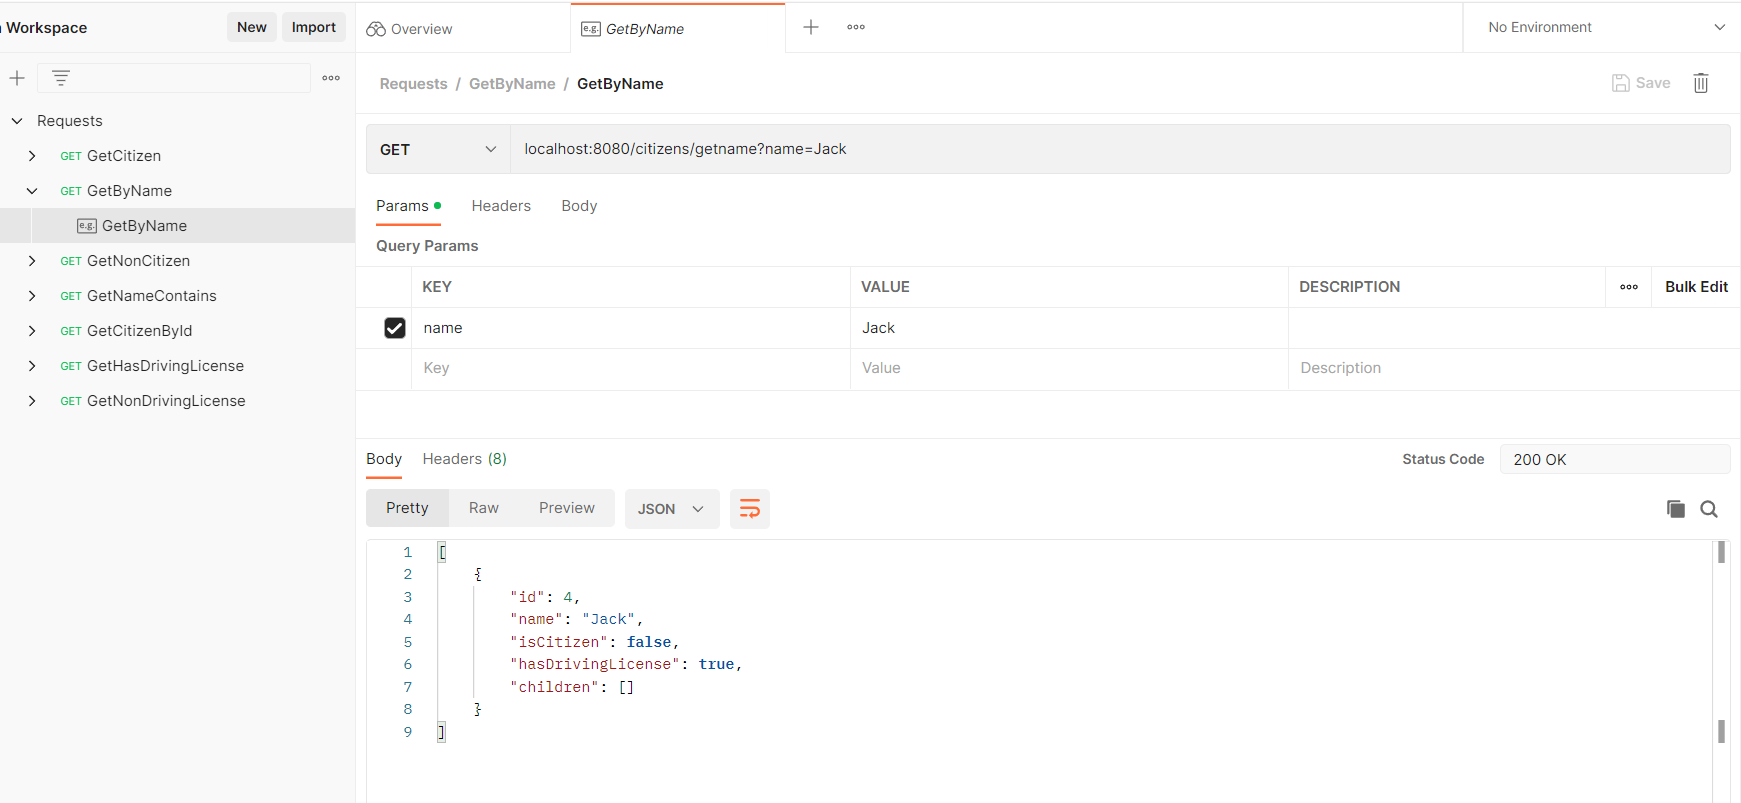 Workspace
New
Import
Overview
e.g. GetByName
No Environment
Requests / GetByName / GetByName
Save
Requests
GET GetCitizen
GET GetByName
e.g. GetByName
GET GetNonCitizen
GET GetNameContains
GET GetCitizenById
GET GetHasDrivingLicense
GET GetNonDrivingLicense
GET
localhost:8080/citizens/getname?name=Jack
Params
Headers
Body
Query Params
KEY VALUE DESCRIPTION Bulk Edit
name Jack
Key Value Description
Body
Headers (8)
Status Code 200 OK
Pretty
Raw
Preview
JSON
1 [
2 {
3 "id": 4,
4 "name": "Jack",
5 "isCitizen": false,
6 "hasDrivingLicense": true,
7 "children": []
8 }
9 ]